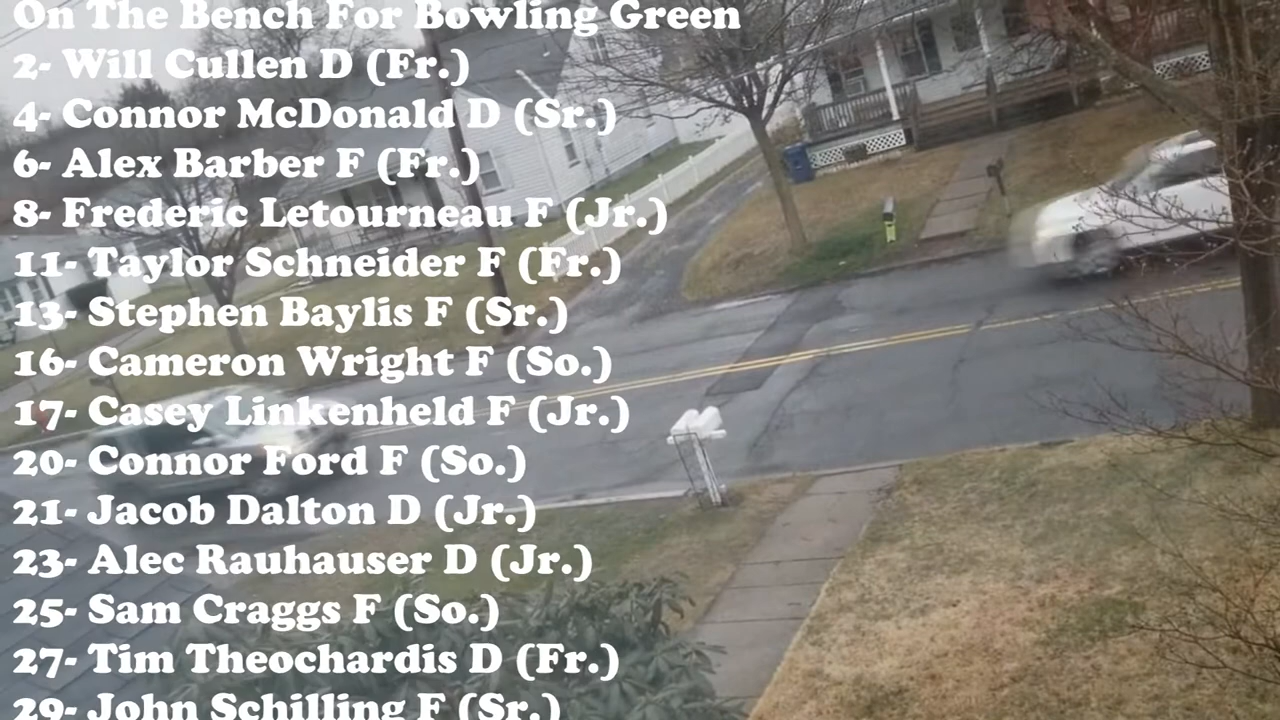 On The Bench For Bowling Green
2- Will Cullen D (Fr.)
4- Connor McDonald D (Sr.)
6- Alex Barber F (Fr.)
8- Frederic Letourneau F (Jr.)
11- Taylor Schneider F (Fr.)
13- Stephen Baylis F (Sr.)
16- Cameron Wright F (So.)
17- Casey Linkenheld F (Jr.)
20- Connor Ford F (So.)
21- Jacob Dalton D (Jr.)
23- Alec Rauhauser D (Jr.)
25- Sam Craggs F (So.)
27- Tim Theochardis D (Fr.)
29- John Schilling F (Sr.)